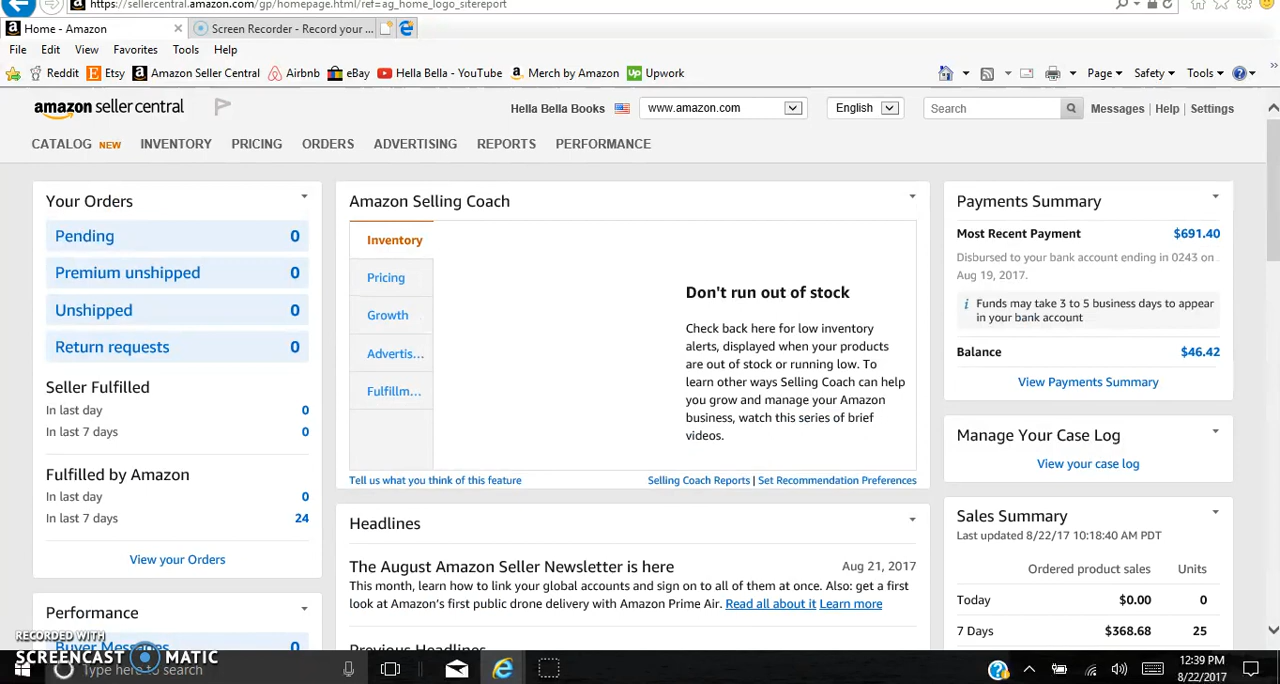 https://sellercentral.amazon.com/gp/homepage.html/ref=ag_home_logo_sitereport
Home - Amazon
Screen Recorder - Record your ...
File Edit View Favorites Tools Help
Reddit Etsy Amazon Seller Central Airbnb eBay Hella Bella - YouTube Merch by Amazon Up Upwork
Page Safety Tools
amazon seller central
Hella Bella Books www.amazon.com English Search Messages | Help | Settings
CATALOG NEW INVENTORY PRICING ORDERS ADVERTISING REPORTS PERFORMANCE
Your Orders
Pending 0
Premium unshipped 0
Unshipped 0
Return requests 0
Seller Fulfilled
In last day 0
In last 7 days 0
Fulfilled by Amazon
In last day 0
In last 7 days 24
View your Orders
Performance
Buyer Messages 0
Amazon Selling Coach
Inventory
Pricing
Growth
Advertis...
Fulfillm...
Don't run out of stock
Check back here for low inventory
alerts, displayed when your products
are out of stock or running low. To
learn other ways Selling Coach can help
you grow and manage your Amazon
business, watch this series of brief
videos.
Tell us what you think of this feature
Selling Coach Reports | Set Recommendation Preferences
Headlines
The August Amazon Seller Newsletter is here Aug 21, 2017
This month, learn how to link your global accounts and sign on to all of them at once. Also: get a first
look at Amazon's first public drone delivery with Amazon Prime Air. Read all about it Learn more
Previous Headlines
Payments Summary
Most Recent Payment $691.40
Disbursed to your bank account ending in 0243 on
Aug 19, 2017.
i Funds may take 3 to 5 business days to appear
in your bank account
Balance $46.42
View Payments Summary
Manage Your Case Log
View your case log
Sales Summary
Last updated 8/22/17 10:18:40 AM PDT
Ordered product sales Units
Today $0.00 0
7 Days $368.68 25
RECORDED WITH
SCREENCAST MATIC
Type here to search
12:39 PM
8/22/2017